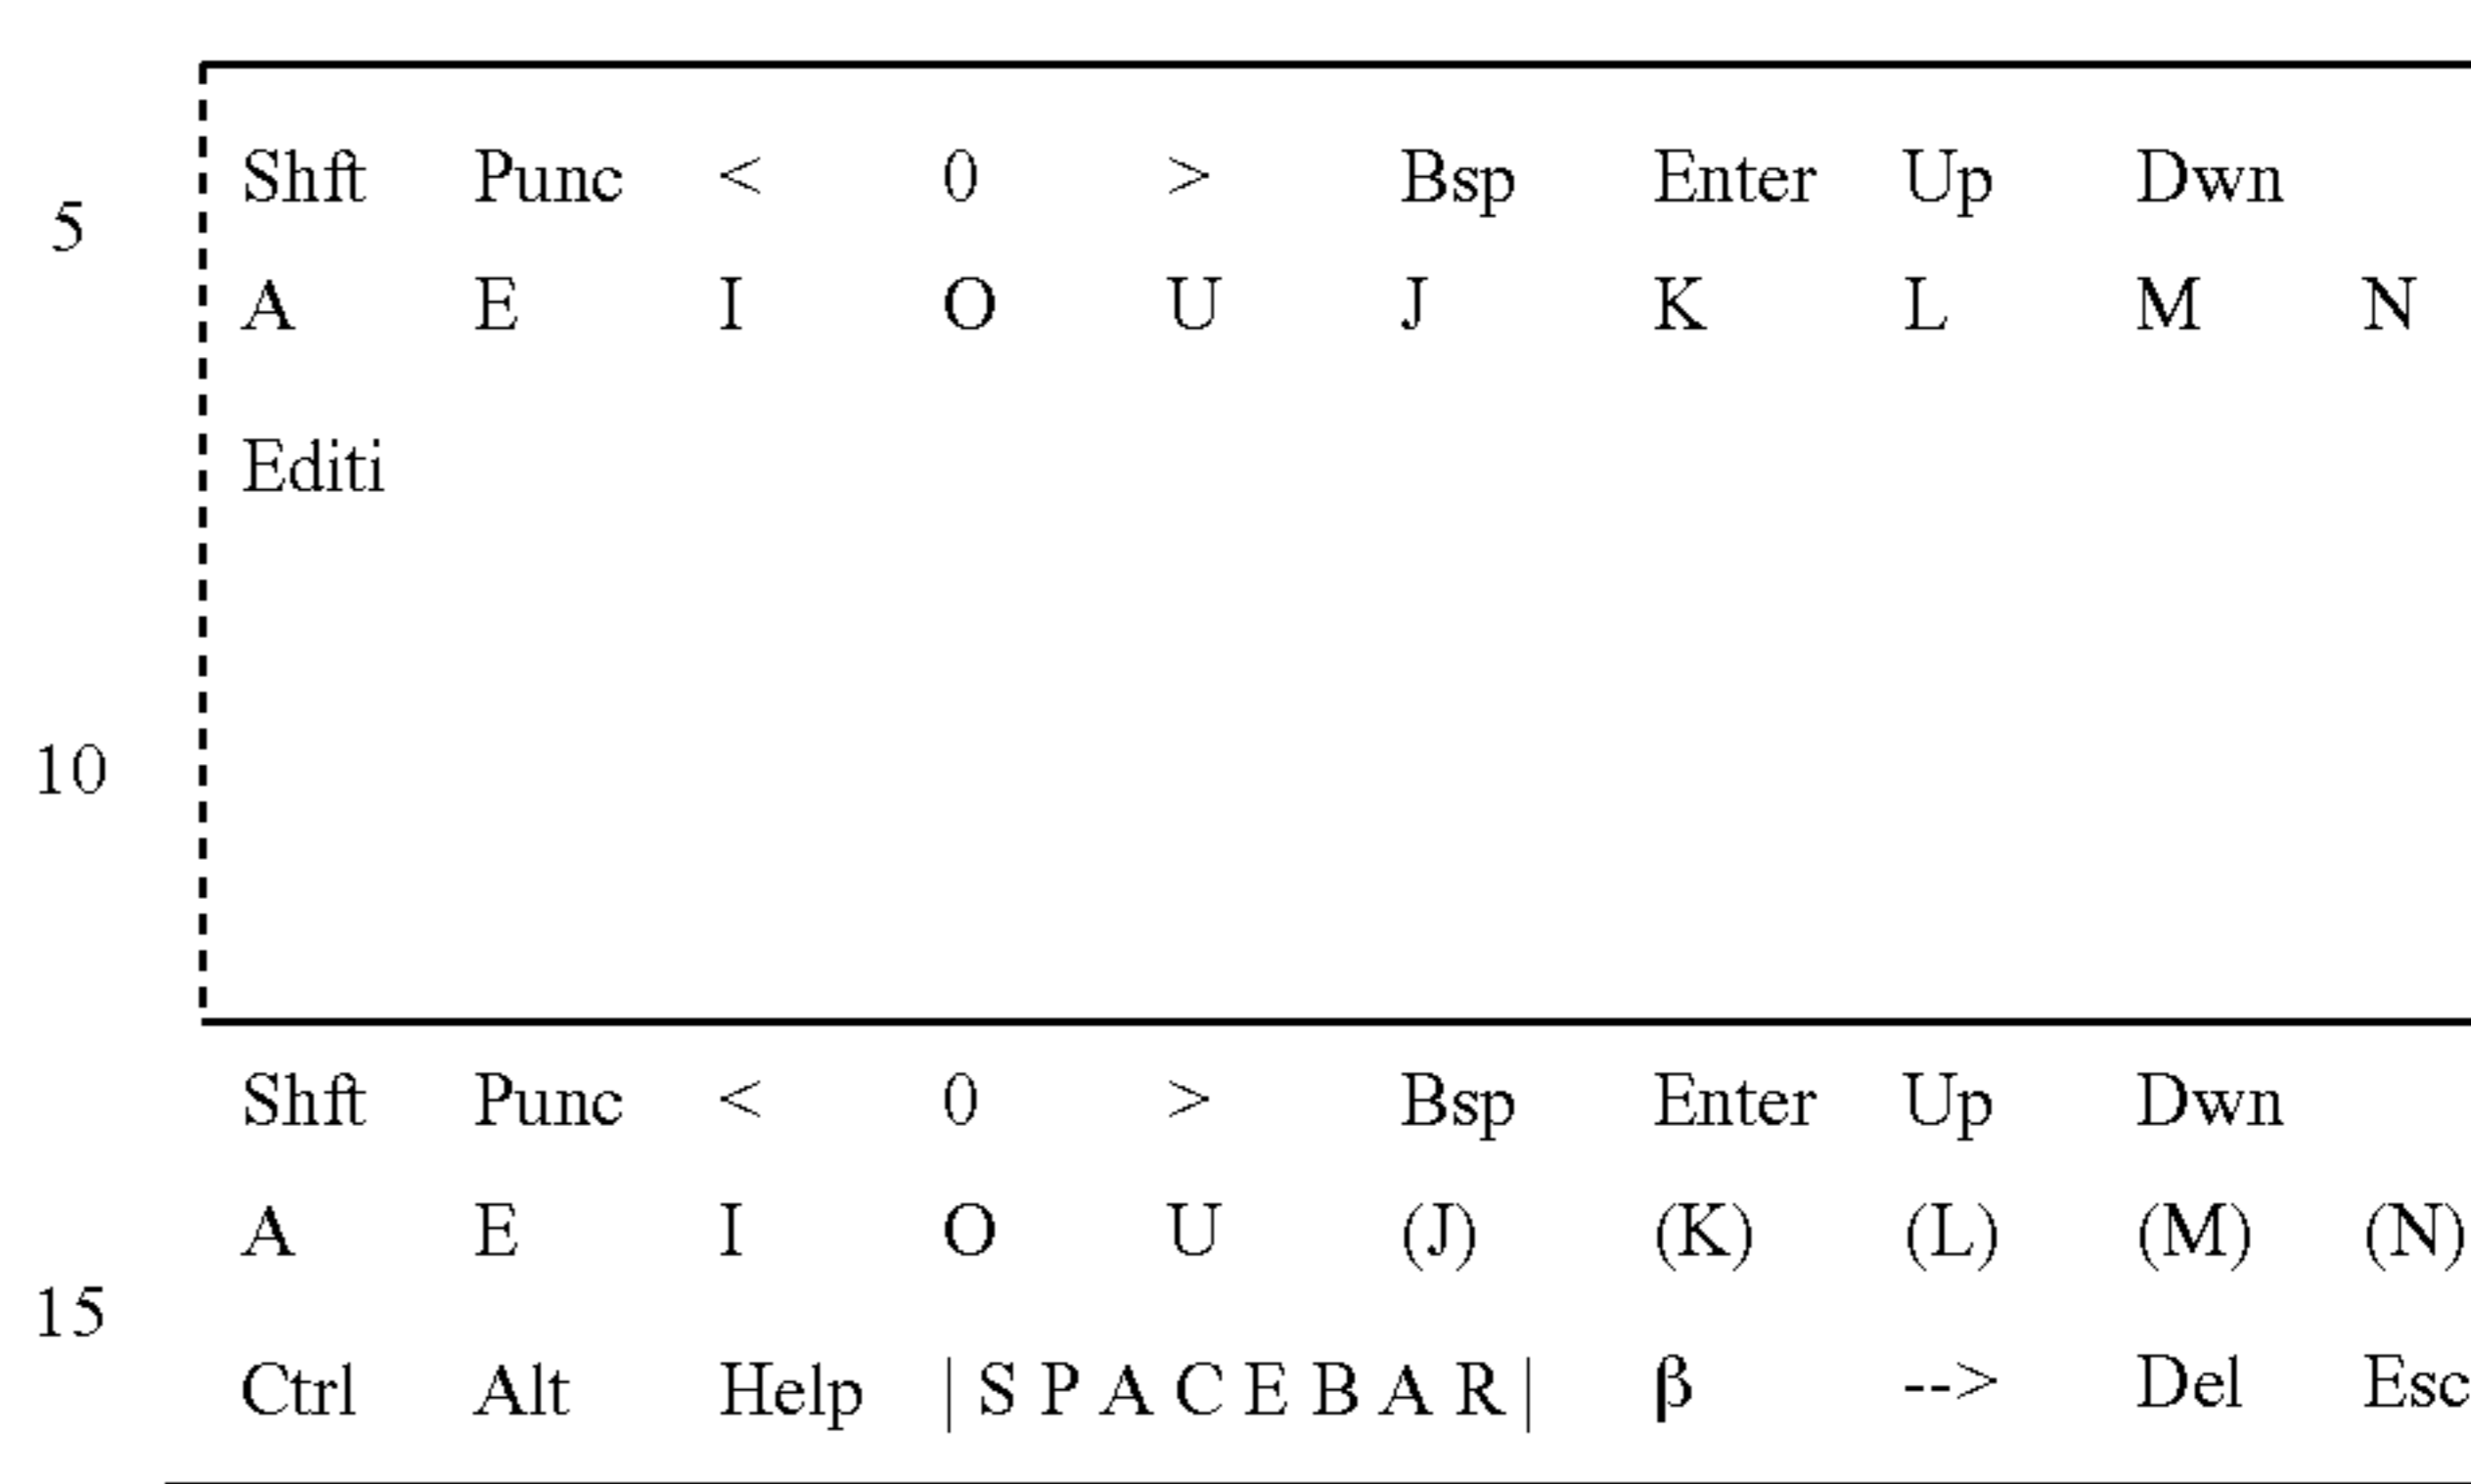 Shft Punc < 0 > Bsp Enter Up Dwn
5
A E I O U J K L M N
Editi
10
Shft Punc < 0 > Bsp Enter Up Dwn
A E I O U (J) (K) (L) (M) (N)
15
Ctrl Alt Help | S P A C E B A R | β --> Del Esc